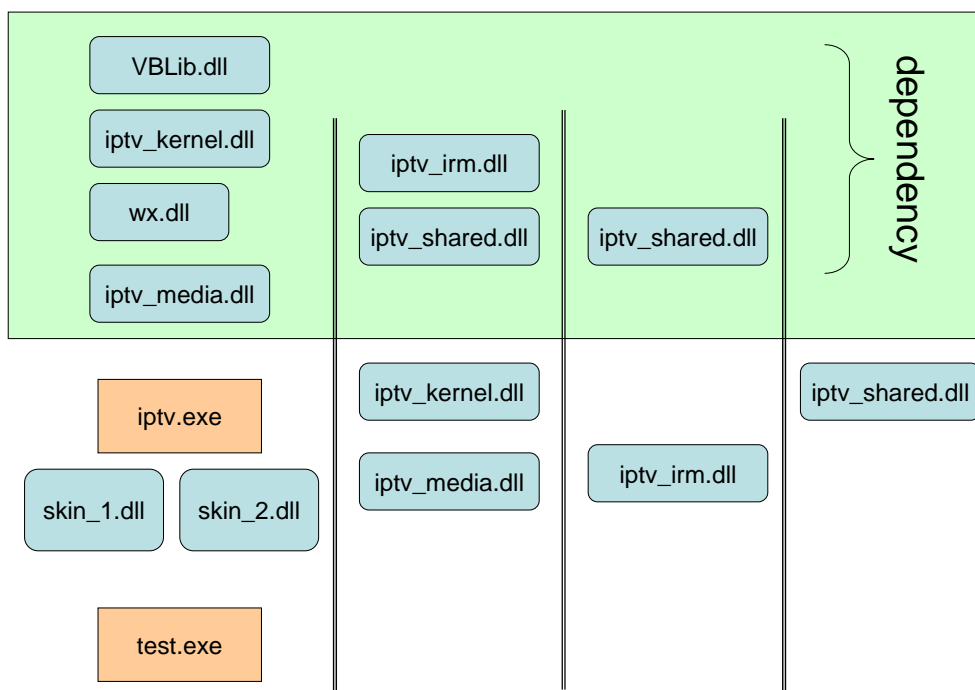 VBLib.dll
iptv_kernel.dll
wx.dll
iptv_media.dll
iptv_irm.dll
iptv_shared.dll
iptv_shared.dll
dependency
iptv.exe
skin_1.dll
skin_2.dll
test.exe
iptv_kernel.dll
iptv_media.dll
iptv_irm.dll
iptv_shared.dll